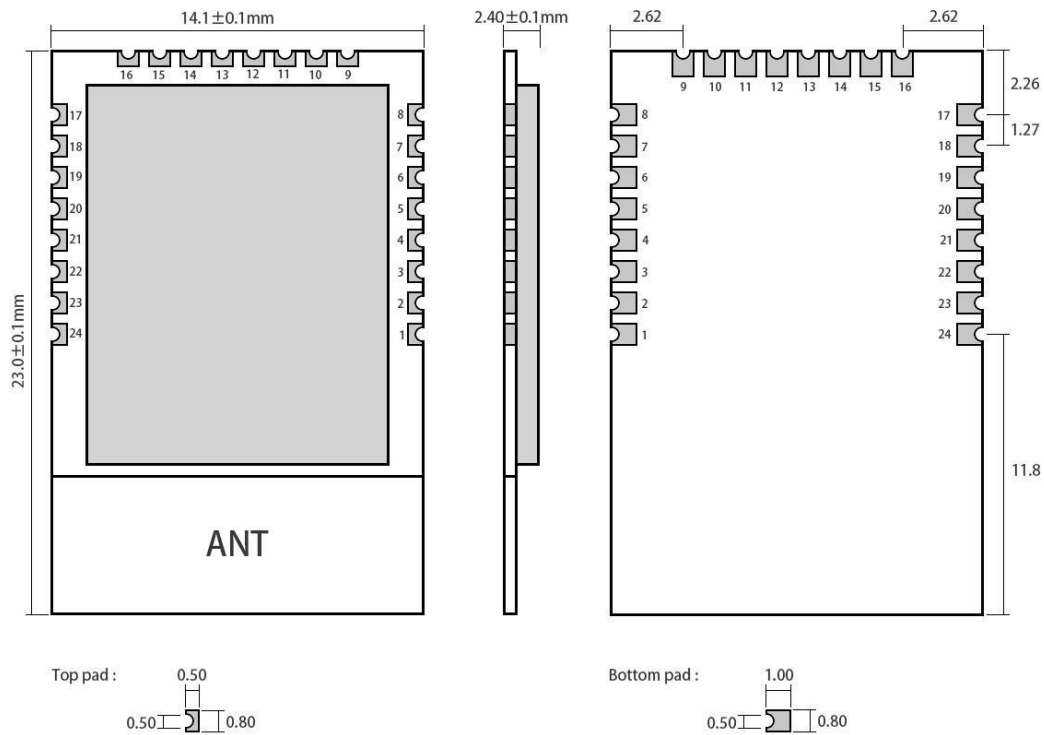 14.1±0.1mm
2.40±0.1mm
2.62
2.62
16 15 14 13 12 11 10 9
9 10 11 12 13 14 15 16
2.26
17 8
8 17
1.27
18 7
7 18
19 6
6 19
20 5
5 20
21 4
4 21
22 3
3 22
23 2
2 23
24 1
1 24
23.0±0.1mm
11.8
ANT
Top pad : 0.50
0.50 0.80
Bottom pad : 1.00
0.50 0.80